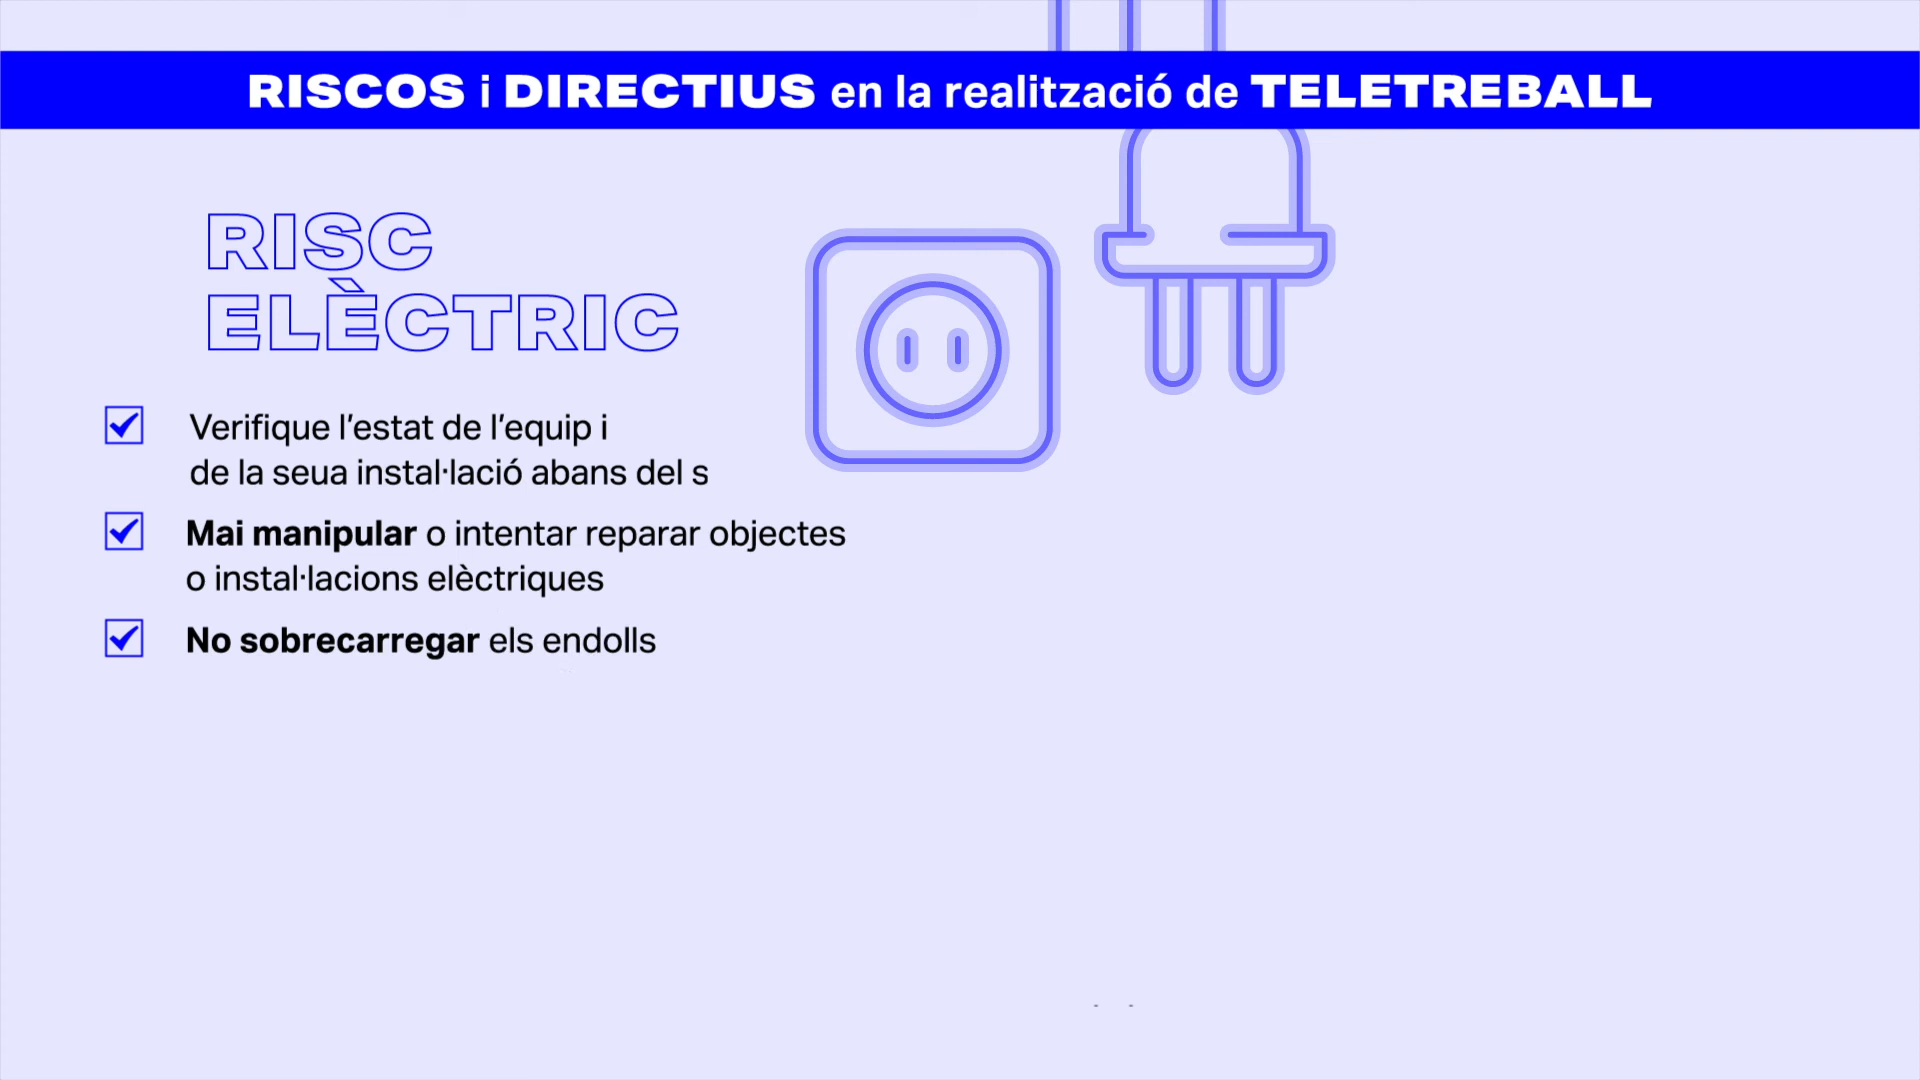 RISCOS i DIRECTIUS en la realització de TELETREBALL
RISC
ELÈCTRIC
Verifique l’estat de l’equip i
de la seua instal·lació abans del s
Mai manipular o intentar reparar objectes
o instal·lacions elèctriques
No sobrecarregar els endolls